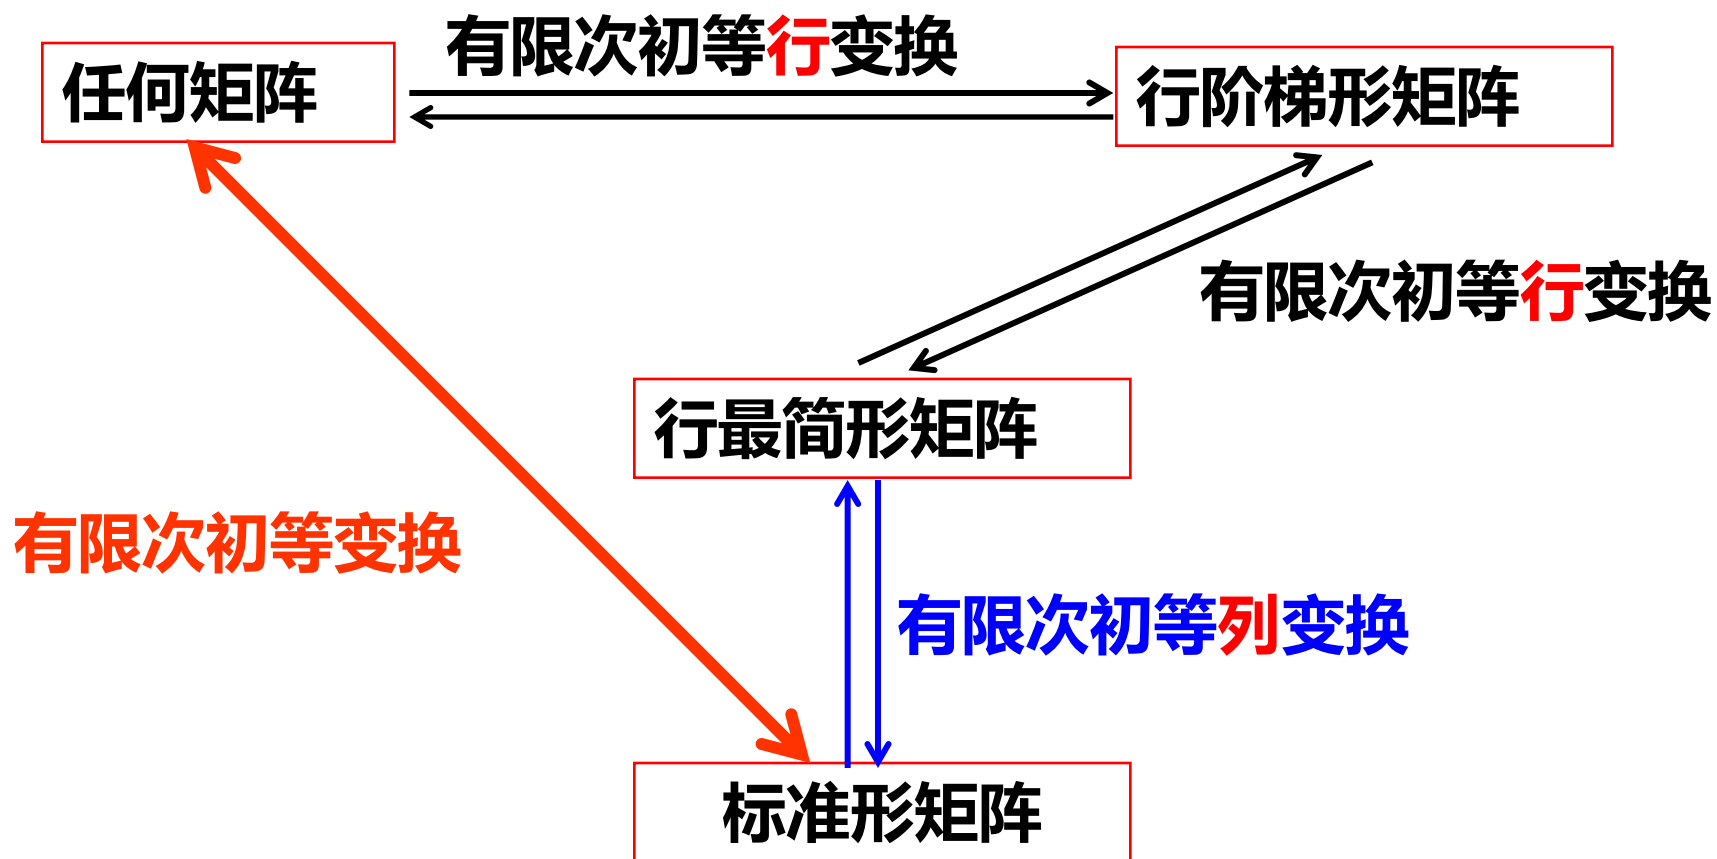 有限次初等行变换
任何矩阵
行阶梯形矩阵
有限次初等行变换
行最简形矩阵
有限次初等变换
有限次初等列变换
标准形矩阵